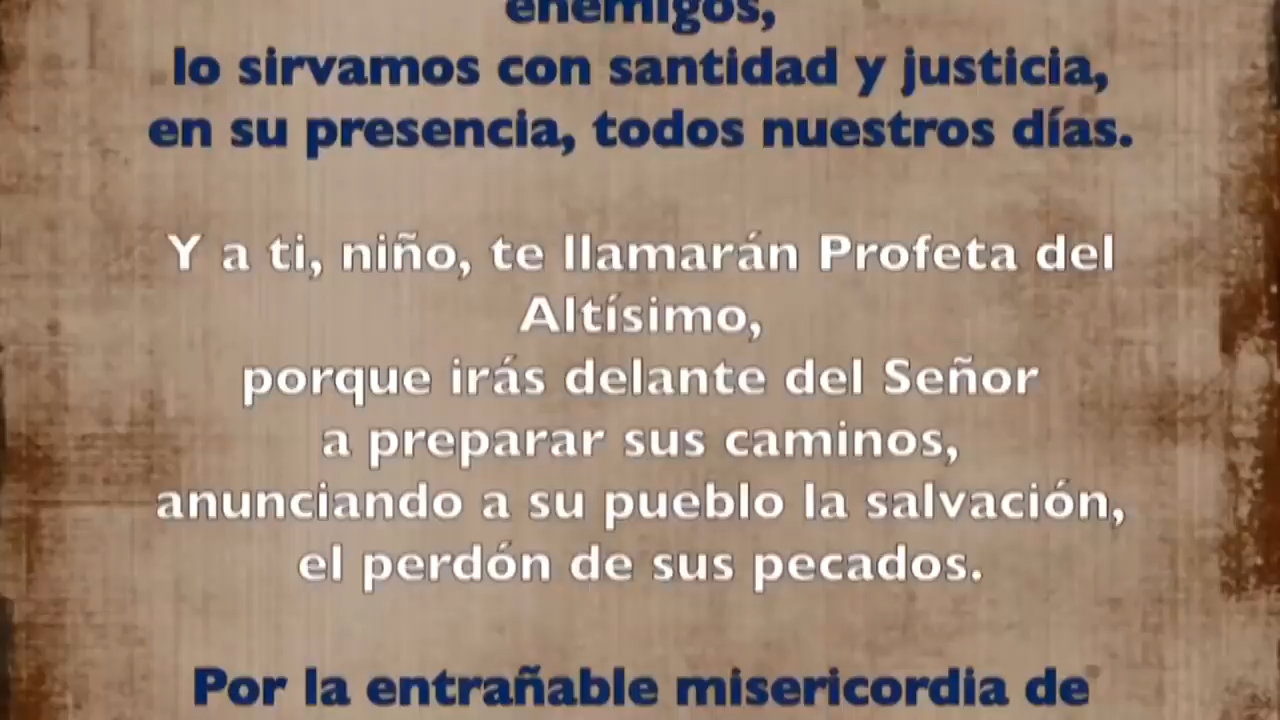 enemigos,
lo sirvamos con santidad y justicia,
en su presencia, todos nuestros días.
Y a ti, niño, te llamarán Profeta del
Altísimo,
porque irás delante del Señor
a preparar sus caminos,
anunciando a su pueblo la salvación,
el perdón de sus pecados.
Por la entrañable misericordia de